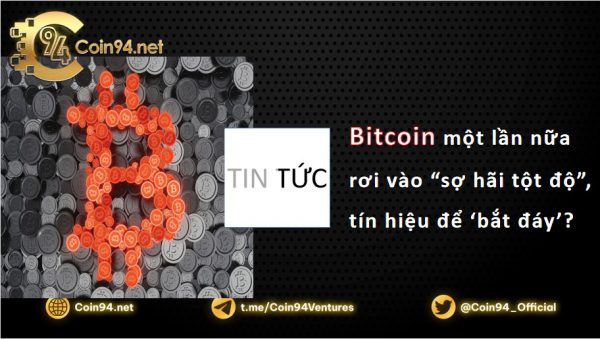 94
Coin94.net
TIN TỨC
Bitcoin một lần nữa
rơi vào “sợ hãi tột độ”,
tín hiệu để ‘bắt đáy’?
Coin94.net
t.me/Coin94Ventures
@Coin94_Official